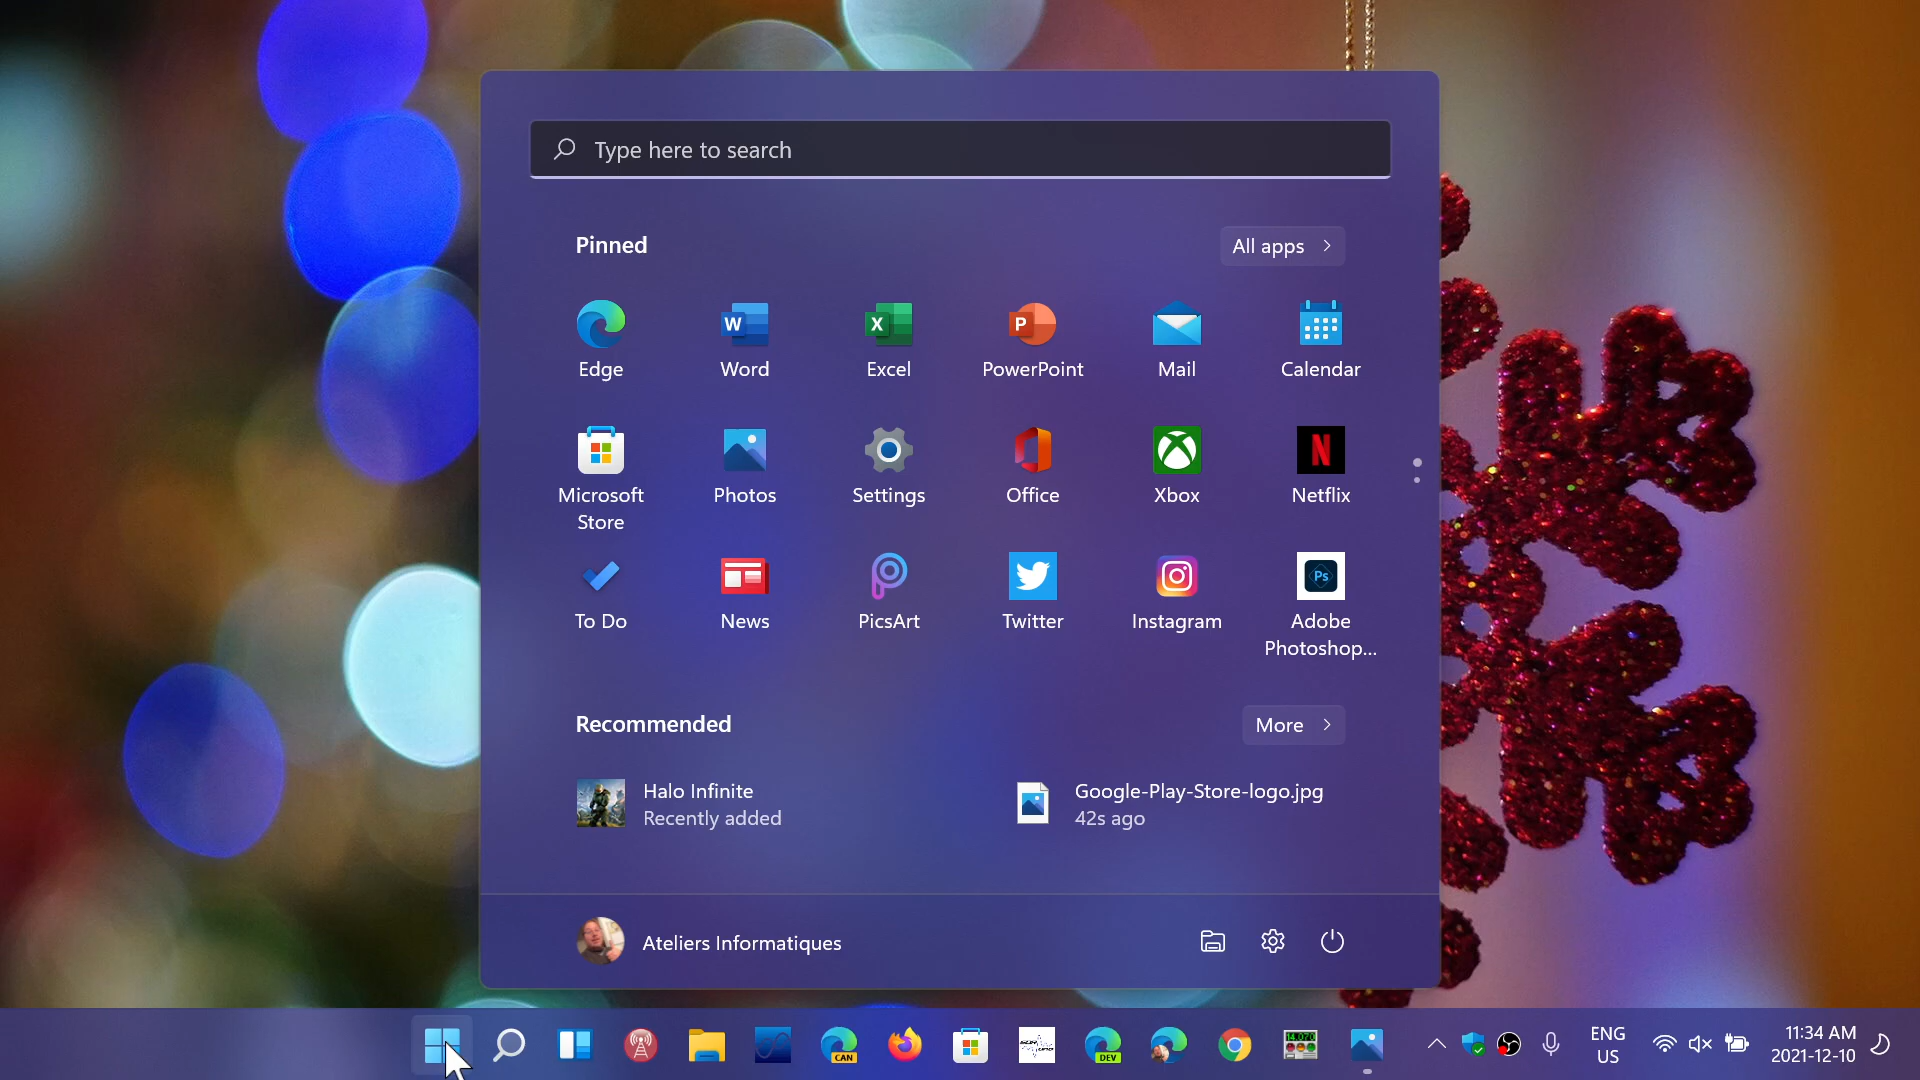 Type here to search
Pinned
All apps
Edge
Word
Excel
PowerPoint
Mail
Calendar
Microsoft
Store
Photos
Settings
Office
Xbox
Netflix
To Do
News
PicsArt
Twitter
Instagram
Adobe
Photoshop...
Recommended
More
Halo Infinite
Recently added
Google-Play-Store-logo.jpg
42s ago
Ateliers Informatiques
CAN
DEV
ENG
US
11:34 AM
2021-12-10